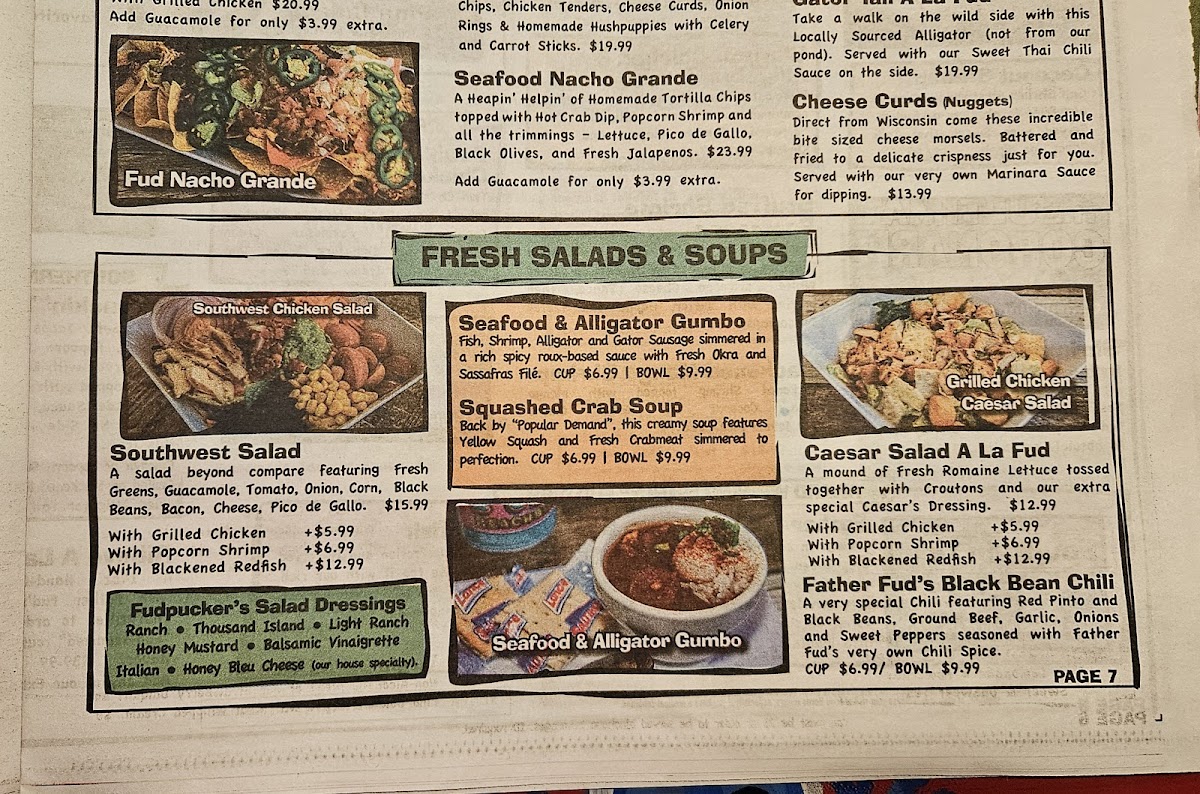 With Grilled Chicken $20.99
Add Guacamole for only $3.99 extra.
Fud Nacho Grande
Chips, Chicken Tenders, Cheese Curds, Onion
Rings & Homemade Hushpuppies with Celery
and Carrot Sticks. $19.99
Seafood Nacho Grande
A Heapin' Helpin' of Homemade Tortilla Chips
topped with Hot Crab Dip, Popcorn Shrimp and
all the trimmings – Lettuce, Pico de Gallo,
Black Olives, and Fresh Jalapenos. $23.99
Add Guacamole for only $3.99 extra.
Gator Tail A La Fud
Take a walk on the wild side with this
Locally Sourced Alligator (not from our
pond). Served with our Sweet Thai Chili
Sauce on the side. $19.99
Cheese Curds (Nuggets)
Direct from Wisconsin come these incredible
bite sized cheese morsels. Battered and
fried to a delicate crispness just for you.
Served with our very own Marinara Sauce
for dipping. $13.99
FRESH SALADS & SOUPS
Southwest Chicken Salad
Southwest Salad
A salad beyond compare featuring Fresh
Greens, Guacamole, Tomato, Onion, Corn, Black
Beans, Bacon, Cheese, Pico de Gallo. $15.99
With Grilled Chicken +$5.99
With Popcorn Shrimp +$6.99
With Blackened Redfish +$12.99
Fudpucker's Salad Dressings
Ranch • Thousand Island • Light Ranch
Honey Mustard • Balsamic Vinaigrette
Italian • Honey Bleu Cheese (our house specialty).
Seafood & Alligator Gumbo
Fish, Shrimp, Alligator and Gator Sausage simmered in
a rich spicy roux-based sauce with Fresh Okra and
Sassafras Filé. CUP $6.99 | BOWL $9.99
Squashed Crab Soup
Back by "Popular Demand", this creamy soup features
Yellow Squash and Fresh Crabmeat simmered to
perfection. CUP $6.99 | BOWL $9.99
Lance
Lance
Seafood & Alligator Gumbo
Grilled Chicken
Caesar Salad
Caesar Salad A La Fud
A mound of Fresh Romaine Lettuce tossed
together with Croutons and our extra
special Caesar's Dressing. $12.99
With Grilled Chicken +$5.99
With Popcorn Shrimp +$6.99
With Blackened Redfish +$12.99
Father Fud's Black Bean Chili
A very special Chili featuring Red Pinto and
Black Beans, Ground Beef, Garlic, Onions
and Sweet Peppers seasoned with Father
Fud's very own Chili Spice.
CUP $6.99/ BOWL $9.99
PAGE 7
PAGE 6